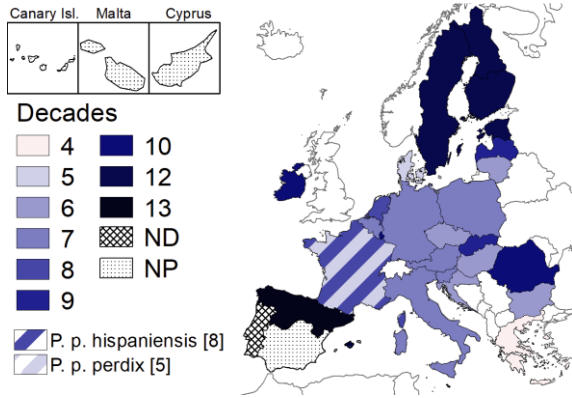 Canary Isl. Malta Cyprus
Decades
4 10
5 12
6 13
7 ND
8 NP
9
P. p. hispaniensis [8]
P. p. perdix [5]